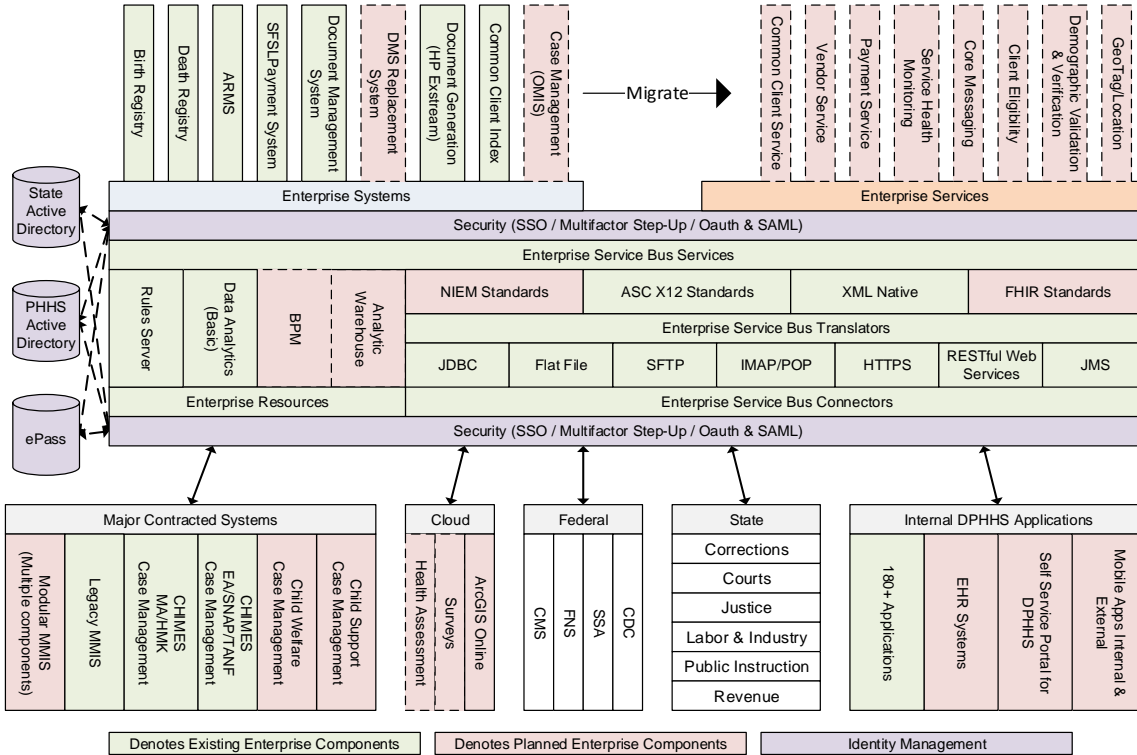 Birth Registry
Death Registry
ARMS
SFSLPayment System
Document Management
System
DMS Replacement
System
Document Generation
(HP Exstream)
Common Client Index
Case Management
(OMIS)
Migrate
Common Client Service
Vendor Service
Payment Service
Service Health
Monitoring
Core Messaging
Client Eligibility
Demographic Validation
& Verification
GeoTag/Location
State
Active
Directory
PHHS
Active
Directory
ePass
Enterprise Systems
Enterprise Services
Security (SSO / Multifactor Step-Up / Oauth & SAML)
Enterprise Service Bus Services
Rules Server
Data Analytics
(Basic)
BPM
Analytic
Warehouse
NIEM Standards
ASC X12 Standards
XML Native
FHIR Standards
Enterprise Service Bus Translators
JDBC
Flat File
SFTP
IMAP/POP
HTTPS
RESTful Web
Services
JMS
Enterprise Resources
Enterprise Service Bus Connectors
Security (SSO / Multifactor Step-Up / Oauth & SAML)
Major Contracted Systems
Modular MMIS
(Multiple components)
Legacy MMIS
CHIMES
MA/HMK
Case Management
CHIMES
EA/SNAP/TANF
Case Management
Child Welfare
Case Management
Child Support
Case Management
Cloud
Health Assessment
Surveys
ArcGIS Online
Federal
CMS
FNS
SSA
CDC
State
Corrections
Courts
Justice
Labor & Industry
Public Instruction
Revenue
Internal DPHHS Applications
180+ Applications
EHR Systems
Self Service Portal for
DPHHS
Mobile Apps Internal &
External
Denotes Existing Enterprise Components
Denotes Planned Enterprise Components
Identity Management